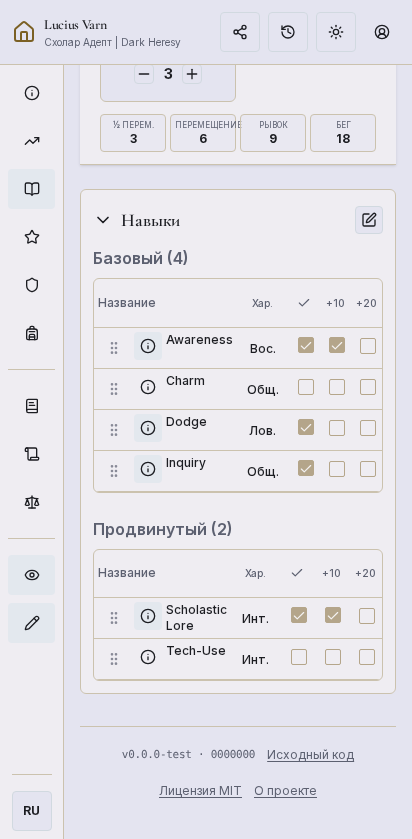 Lucius Varn
Схолар Адепт | Dark Heresy
3
½ ПЕРЕМ. ПЕРЕМЕЩЕНИЕ РЫВОК БЕГ
3 6 9 18
Навыки
Базовый (4)
Название Хар. +10 +20
Awareness Вос.
Charm Общ.
Dodge Лов.
Inquiry Общ.
Продвинутый (2)
Название Хар. +10 +20
Scholastic Lore Инт.
Tech-Use Инт.
v0.0.0-test · 0000000 Исходный код
Лицензия MIT О проекте
RU